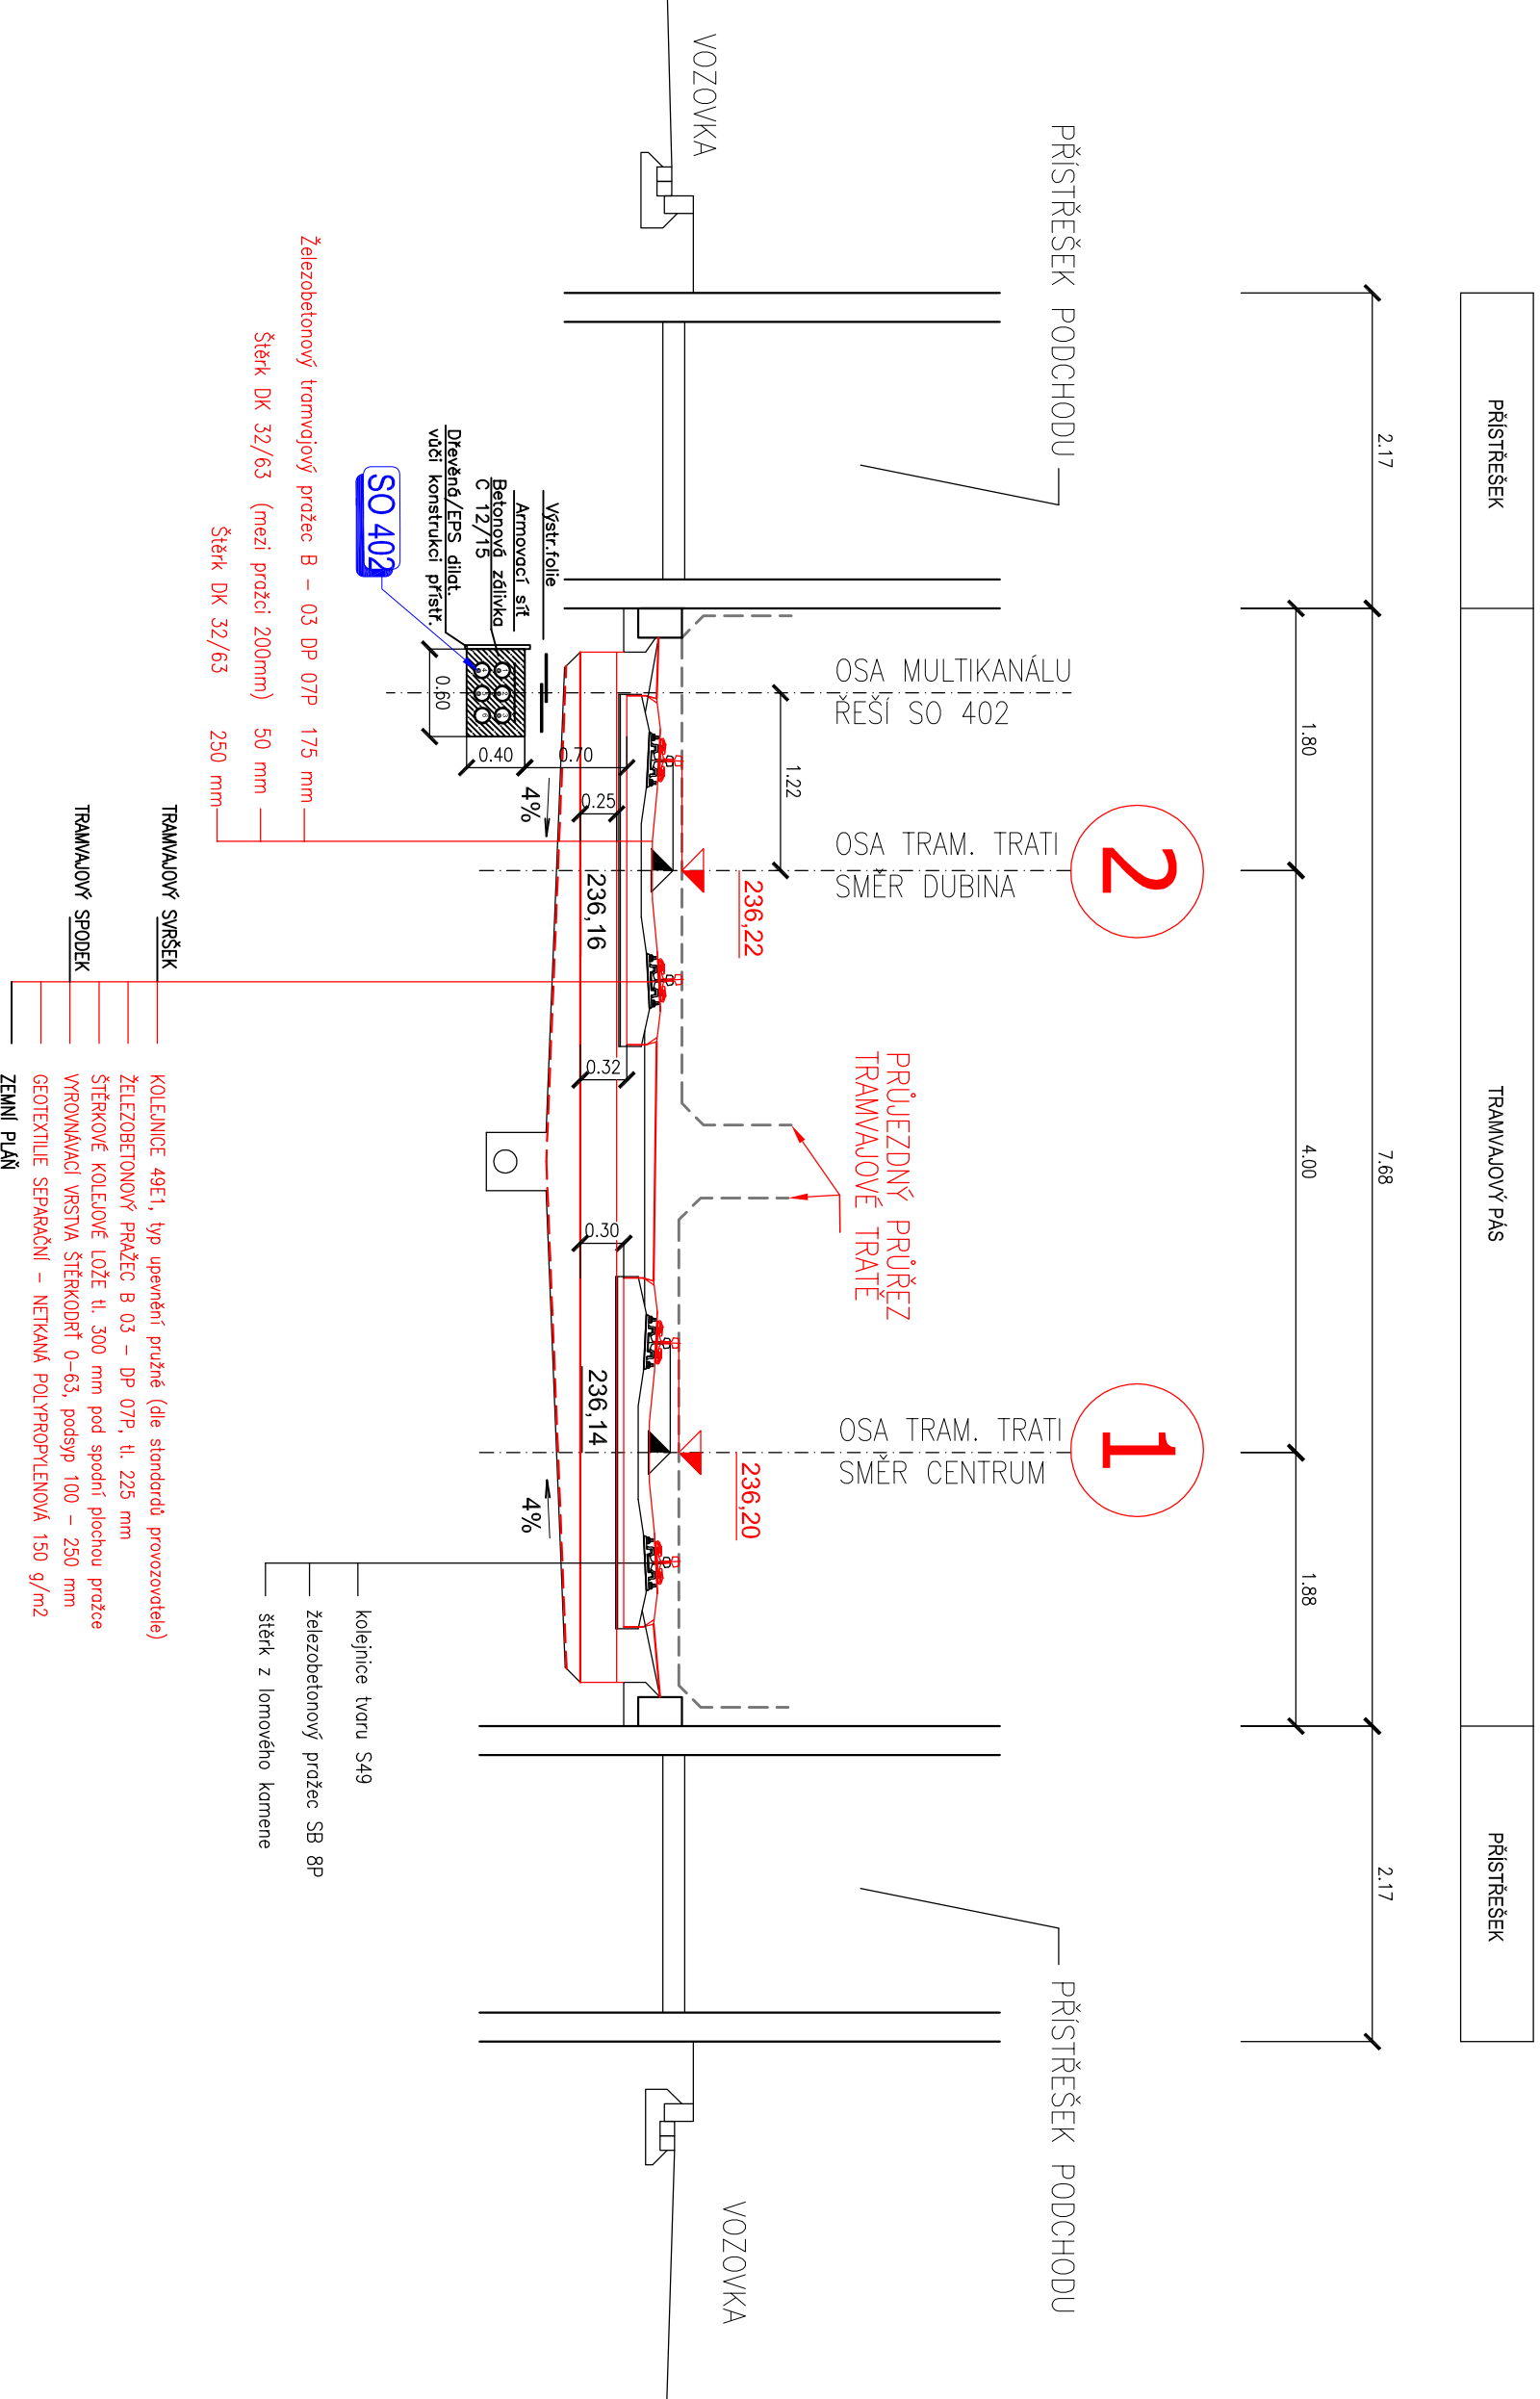 PŘÍSTŘEŠEK
TRAMVAJOVÝ PÁS
PŘÍSTŘEŠEK
2.17
7.68
2.17
1.80
4.00
1.88
PŘÍSTŘEŠEK PODCHODU
2
1
PŘÍSTŘEŠEK PODCHODU
OSA MULTIKANÁLU
ŘEŠÍ SO 402
OSA TRAM. TRATI
SMĚR DUBINA
OSA TRAM. TRATI
SMĚR CENTRUM
PRŮJEZDNÝ PRŮŘEZ
TRAMVAJOVÉ TRATĚ
1.22
236,22
236,20
VOZOVKA
VOZOVKA
236,16
236,14
0.25
0.32
0.30
4%
4%
0.70
0.40
0.60
1
2
3
4
5
6
Výstr.folie
Armovací síť
Betonová zálivka
C 12/15
Dřevěná/EPS dilat.
vůči konstrukci přístř.
SO 402
Železobetonový tramvajový pražec B - 03 DP 07P 175 mm
Štěrk DK 32/63 (mezi pražci 200mm) 50 mm
Štěrk DK 32/63 250 mm
kolejnice tvaru S49
železobetonový pražec SB 8P
štěrk z lomového kamene
TRAMVAJOVÝ SVRŠEK
TRAMVAJOVÝ SPODEK
KOLEJNICE 49E1, typ upevnění pružné (dle standardů provozovatele)
ŽELEZOBETONOVÝ PRAŽEC B 03 - DP 07P, tl. 225 mm
ŠTĚRKOVÉ KOLEJOVÉ LOŽE tl. 300 mm pod spodní plochou pražce
VYROVNÁVACÍ VRSTVA ŠTĚRKODRŤ 0-63, podsyp 100 - 250 mm
GEOTEXTILIE SEPARAČNÍ - NETKANÁ POLYPROPYLENOVÁ 150 g/m2
ZEMNÍ PLÁŇ